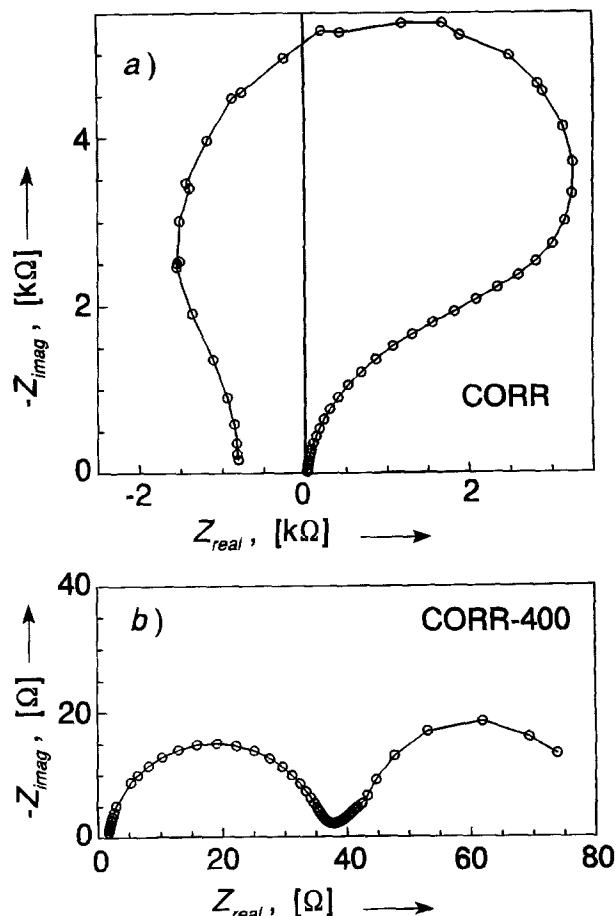 a)
4
2
0
-Z_imag, [kΩ]
CORR
-2
0
2
Z_real, [kΩ]
b)
CORR-400
40
20
0
-Z_imag, [Ω]
0
20
40
60
80
Z_real, [Ω]